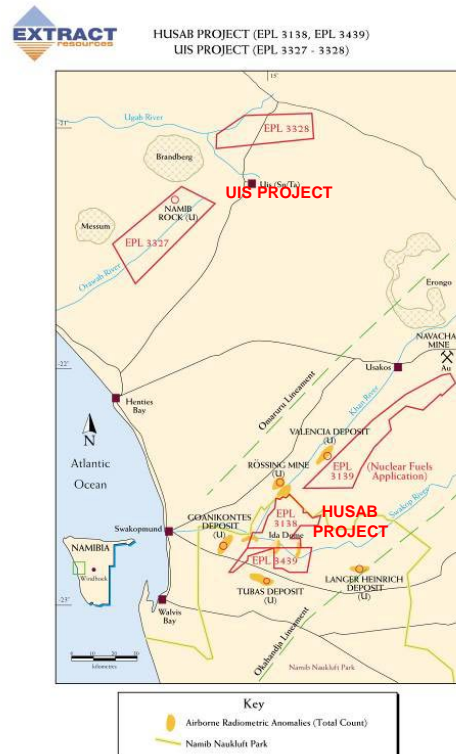 EXTRACT
resources
HUSAB PROJECT (EPL 3138, EPL 3439)
UIS PROJECT (EPL 3327 - 3328)
15°
Ugab River
-21°
EPL 3328
Brandberg
Uis (Sn/Ta)
UIS PROJECT
NAMIB
ROCK (U)
Messum
EPL 3327
Orawab River
Erongo
NAVACHAB
MINE
Au
Usakos
-22°
Omaruru Lineament
Khan River
Henties
Bay
N
VALENCIA DEPOSIT
(U)
Atlantic
Ocean
RÖSSING MINE
(U)
EPL
3139
(Nuclear Fuels
Application)
Swakop River
GOANIKONTES
DEPOSIT
(U)
EPL
3138
HUSAB
PROJECT
Swakopmund
Ida Dome
NAMIBIA
Windhoek
EPL 3439
LANGER HEINRICH
DEPOSIT
(U)
TUBAS DEPOSIT
(U)
-23°
Walvis
Bay
Okahandja Lineament
kilometres
Namib Naukluft Park
Key
Airborne Radiometric Anomalies (Total Count)
Namib Naukluft Park